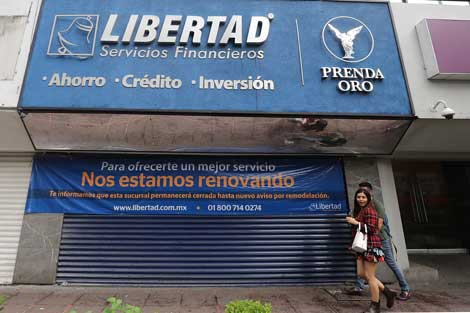 LIBERTAD
Servicios Financieros
· Ahorro · Crédito · Inversión
PRENDA
ORO
Para ofrecerte un mejor servicio
Nos estamos renovando
Te informamos que esta sucursal permanecerá cerrada hasta nuevo aviso por remodelación.
www.libertad.com.mx • 01 800 714 0274
Libertad